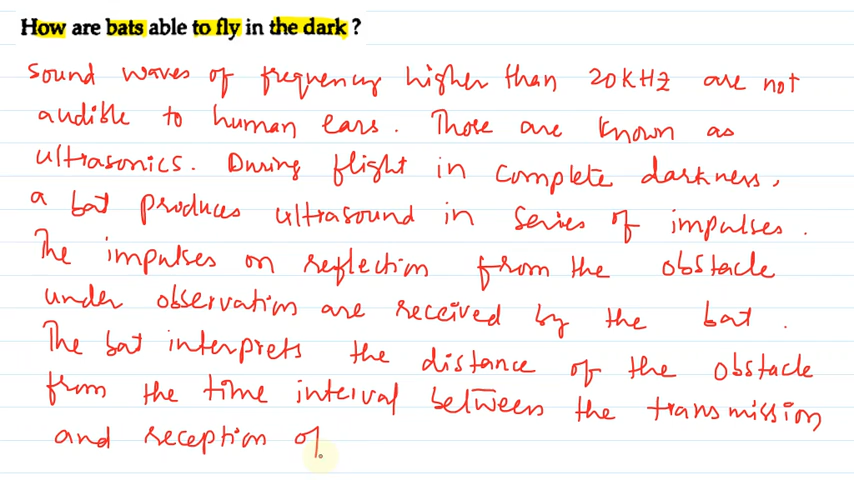 How are bats able to fly in the dark ?
Sound waves of frequency higher than 20 KHZ are not
audible to human ears. Those are known as
ultrasonics. During flight in complete darkness,
a bat produces ultrasound in series of impulses.
The impulses on reflection from the obstacle
under observation are received by the bat.
The bat interprets the distance of the obstacle
from the time interval between the transmission
and reception of